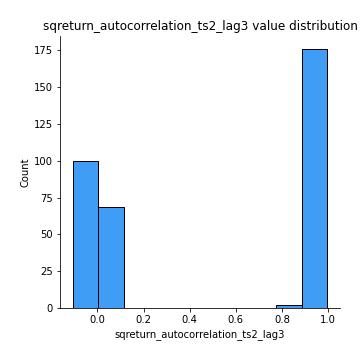 sqreturn_autocorrelation_ts2_lag3 value distribution
175
150
125
100
75
50
25
0
Count
0.0 0.2 0.4 0.6 0.8 1.0
sqreturn_autocorrelation_ts2_lag3